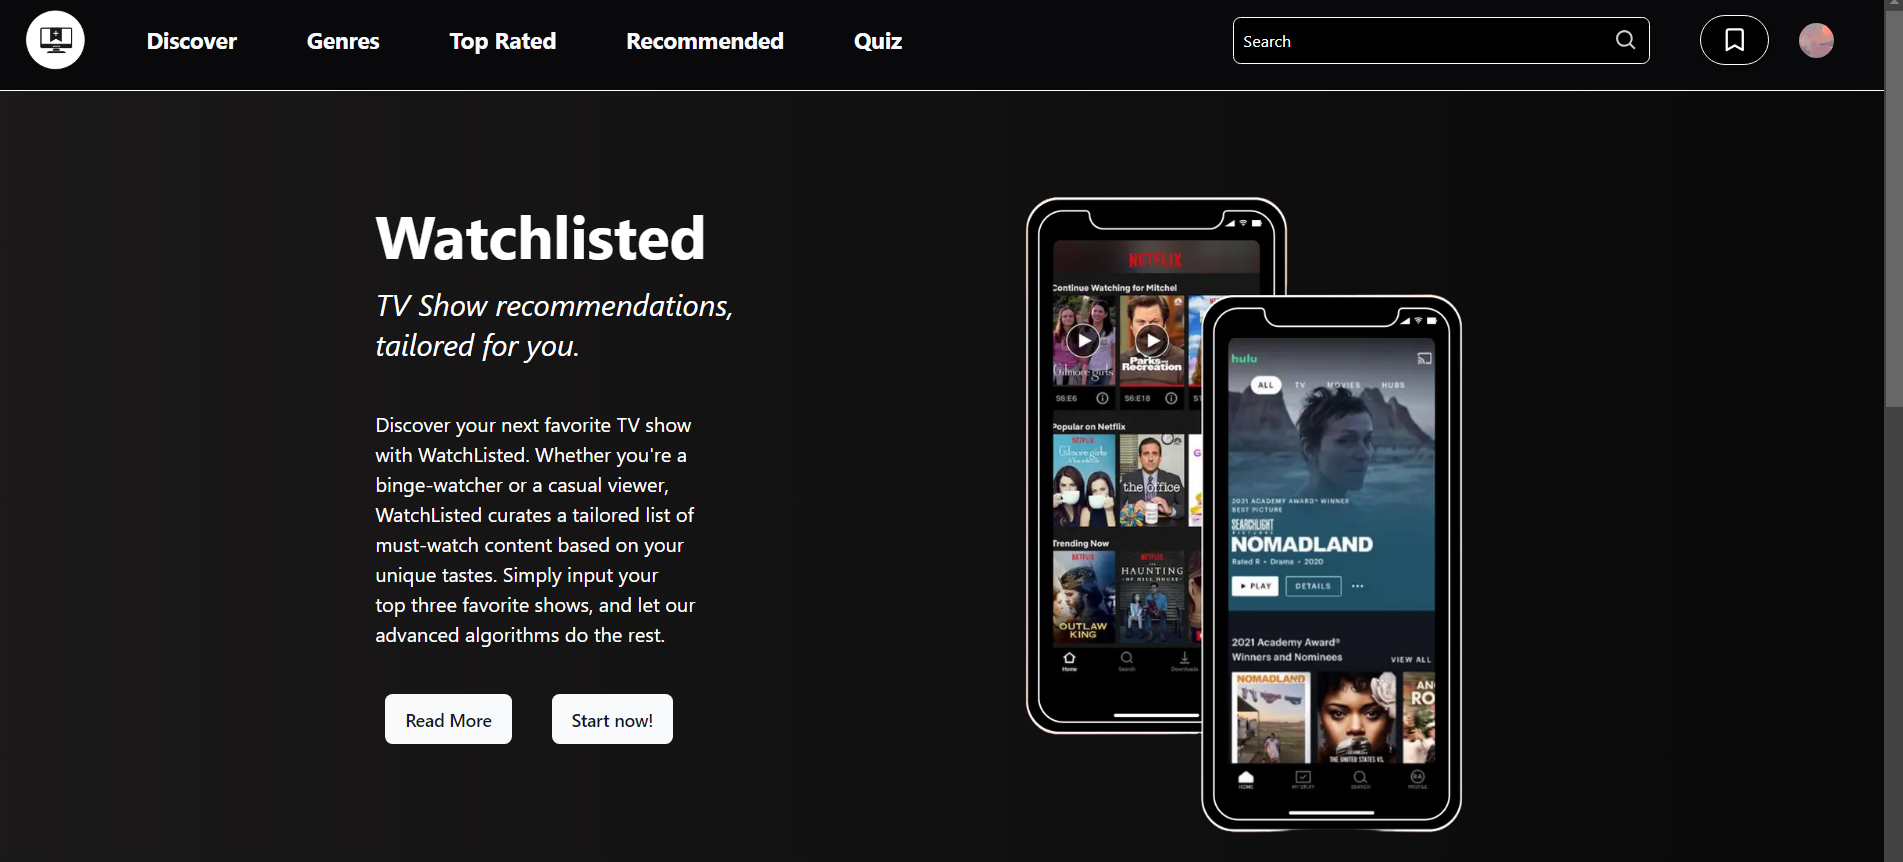 Discover
Genres
Top Rated
Recommended
Quiz
Search
Watchlisted
TV Show recommendations,
tailored for you.
Discover your next favorite TV show
with WatchListed. Whether you're a
binge-watcher or a casual viewer,
WatchListed curates a tailored list of
must-watch content based on your
unique tastes. Simply input your
top three favorite shows, and let our
advanced algorithms do the rest.
Read More
Start now!
NETFLIX
Continue Watching for Mitchel
Gilmore girls
Parks and
Recreation
S6:E6
S6:E18
Popular on Netflix
NETFLIX
Gilmore girls
the office
Trending Now
NETFLIX
OUTLAW
KING
NETFLIX
HAUNTING
OF HILL HOUSE
Home
Search
Downloads
hulu
ALL
TV
MOVIES
HUBS
2021 ACADEMY AWARD® WINNER
BEST PICTURE
SEARCHLIGHT
PICTURES
NOMADLAND
Rated R • Drama • 2020
PLAY
DETAILS
2021 Academy Award®
Winners and Nominees
VIEW ALL
NOMADLAND
THE UNITED STATES VS.
HOME
MY STUFF
SEARCH
PROFILE